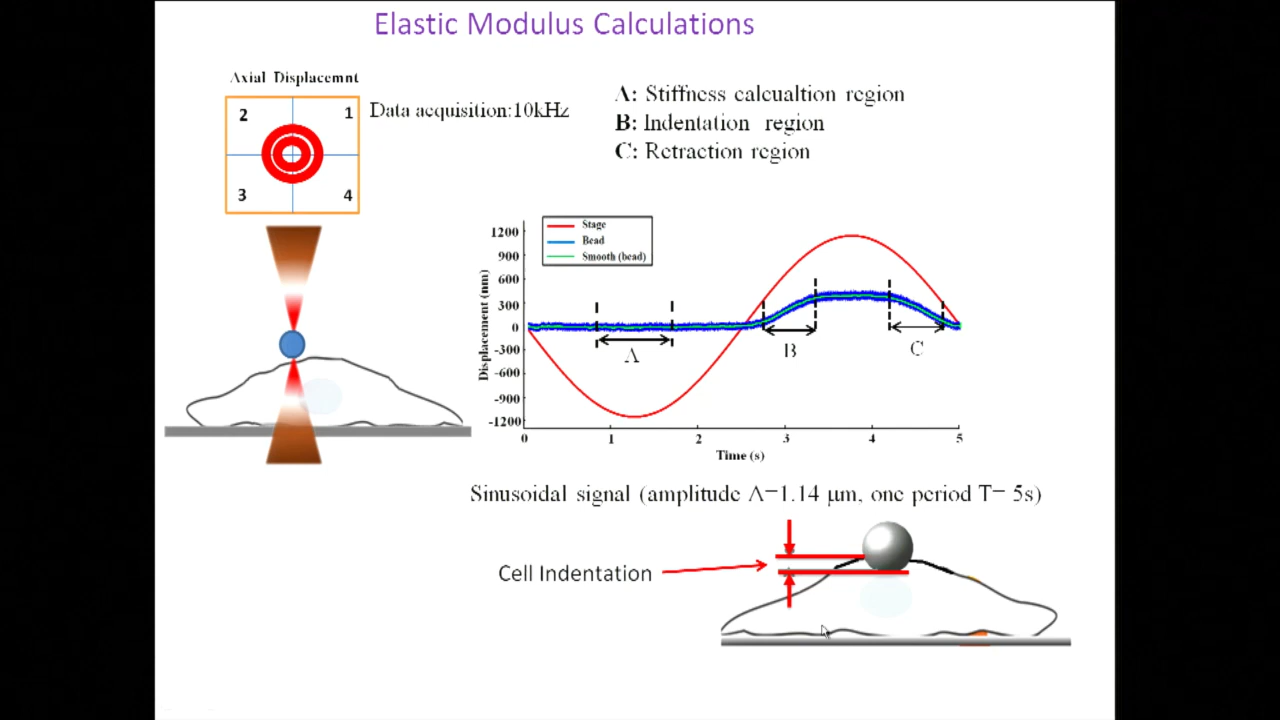 Elastic Modulus Calculations
Axial Displacemnt
2
1
3
4
Data acquisition:10kHz
A: Stiffness calcualtion region
B: Indentation region
C: Retraction region
Stage
Bead
Smooth (bead)
Displacement (nm)
1200
900
600
300
0
-300
-600
-900
-1200
A
B
C
0 1 2 3 4 5
Time (s)
Sinusoidal signal (amplitude A=1.14 μm, one period T= 5s)
Cell Indentation